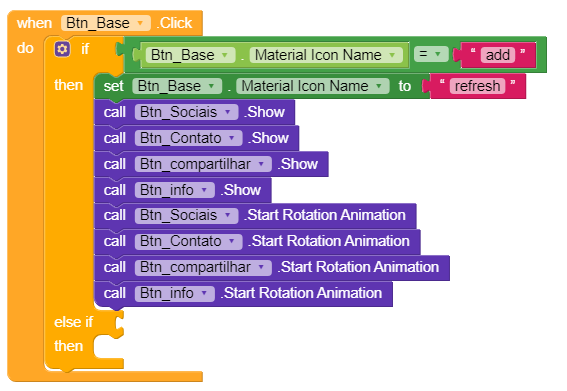 when Btn_Base .Click
do if Btn_Base . Material Icon Name = “ add ”
then set Btn_Base . Material Icon Name to “ refresh ”
call Btn_Sociais .Show
call Btn_Contato .Show
call Btn_compartilhar .Show
call Btn_info .Show
call Btn_Sociais .Start Rotation Animation
call Btn_Contato .Start Rotation Animation
call Btn_compartilhar .Start Rotation Animation
call Btn_info .Start Rotation Animation
else if
then